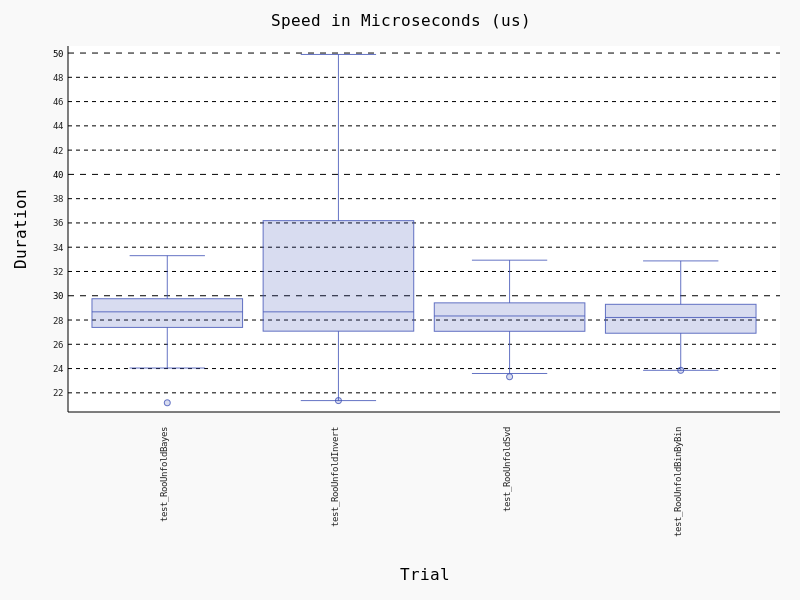 Speed in Microseconds (us)
Duration
50
48
46
44
42
40
38
36
34
32
30
28
26
24
22
test_RooUnfoldBayes
test_RooUnfoldInvert
test_RooUnfoldSvd
test_RooUnfoldBinByBin
Trial